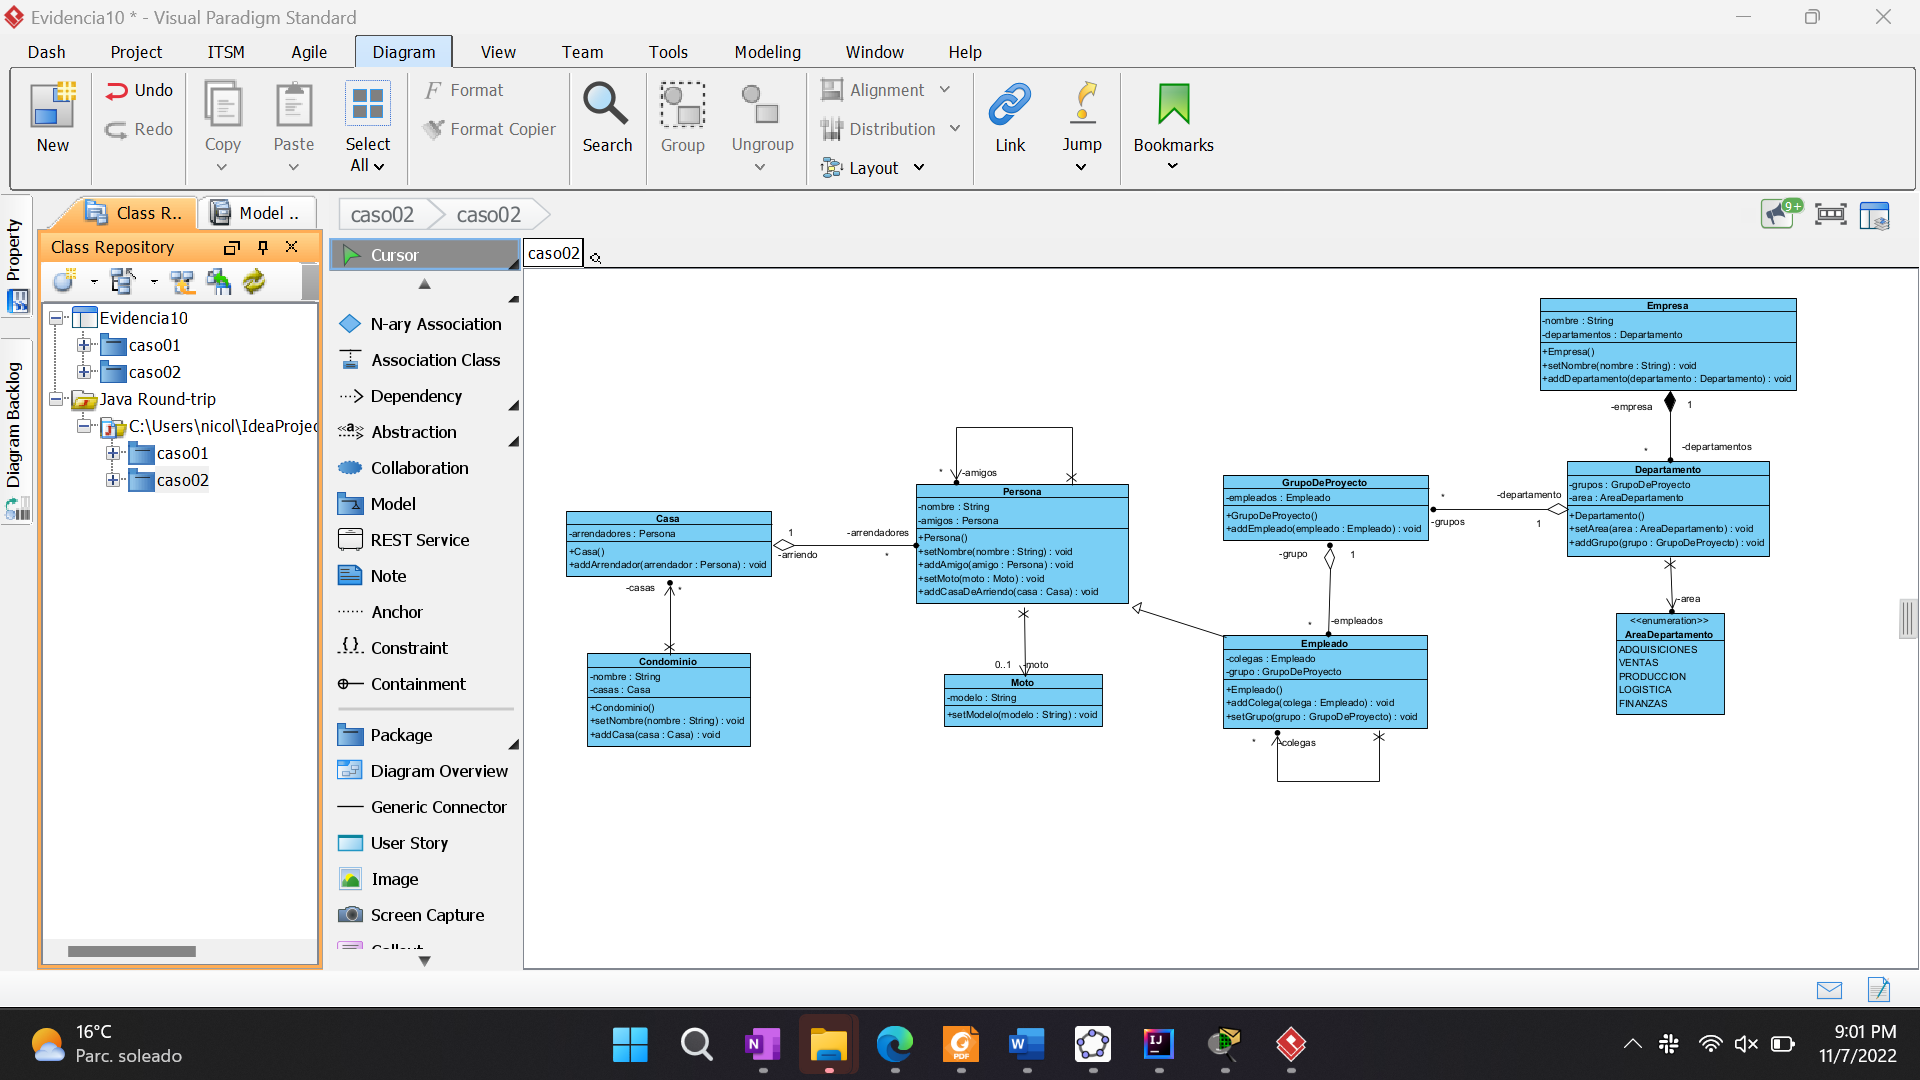 Evidencia10 * - Visual Paradigm Standard
Dash Project ITSM Agile Diagram View Team Tools Modeling Window Help
New
Undo
Redo
Copy
Paste
Select
All
Format
Format Copier
Search
Group
Ungroup
Alignment
Distribution
Layout
Link
Jump
Bookmarks
Property
Diagram Backlog
Class R..
Model ..
Class Repository
Evidencia10
caso01
caso02
Java Round-trip
C:\Users\nicol\IdeaProjec
caso01
caso02
caso02
caso02
9+
Cursor
N-ary Association
Association Class
Dependency
Abstraction
Collaboration
Model
REST Service
Note
Anchor
Constraint
Containment
Package
Diagram Overview
Generic Connector
User Story
Image
Screen Capture
caso02
Casa
-arrendadores : Persona
+Casa()
+addArrendador(arrendador : Persona) : void
1
-arriendo
-arrendadores
*
-casas
*
Condominio
-nombre : String
-casas : Casa
+Condominio()
+setNombre(nombre : String) : void
+addCasa(casa : Casa) : void
*
-amigos
Persona
-nombre : String
-amigos : Persona
+Persona()
+setNombre(nombre : String) : void
+addAmigo(amigo : Persona) : void
+setMoto(moto : Moto) : void
+addCasaDeArriendo(casa : Casa) : void
0..1
-moto
Moto
-modelo : String
+setModelo(modelo : String) : void
GrupoDeProyecto
-empleados : Empleado
+GrupoDeProyecto()
+addEmpleado(empleado : Empleado) : void
-grupo
1
*
-empleados
Empleado
-colegas : Empleado
-grupo : GrupoDeProyecto
+Empleado()
+addColega(colega : Empleado) : void
+setGrupo(grupo : GrupoDeProyecto) : void
*
-colegas
*
-grupos
-departamento
1
Empresa
-nombre : String
-departamentos : Departamento
+Empresa()
+setNombre(nombre : String) : void
+addDepartamento(departamento : Departamento) : void
-empresa
1
*
-departamentos
Departamento
-grupos : GrupoDeProyecto
-area : AreaDepartamento
+Departamento()
+setArea(area : AreaDepartamento) : void
+addGrupo(grupo : GrupoDeProyecto) : void
-area
<<enumeration>>
AreaDepartamento
ADQUISICIONES
VENTAS
PRODUCCION
LOGISTICA
FINANZAS
16°C
Parc. soleado
N
PDF
W
IJ
9:01 PM
11/7/2022